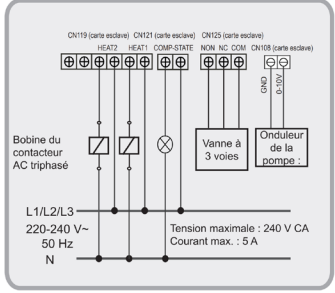 CN119 (carte esclave) CN121 (carte esclave) CN125 (carte esclave)
HEAT2 HEAT1 COMP-STATE NON NC COM CN108 (carte esclave)
GND
0-10V
Bobine du
contacteur
AC triphasé
Vanne à
3 voies
Onduleur
de la
pompe :
L1/L2/L3
220-240 V~
50 Hz
N
Tension maximale : 240 V CA
Courant max. : 5 A